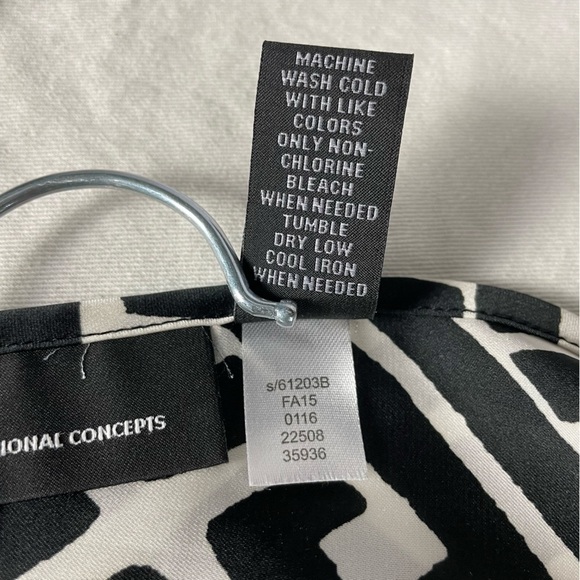 MACHINE
WASH COLD
WITH LIKE
COLORS
ONLY NON-
CHLORINE
BLEACH
WHEN NEEDED
TUMBLE
DRY LOW
COOL IRON
WHEN NEEDED
s/61203B
FA15
0116
22508
35936
IONAL CONCEPTS